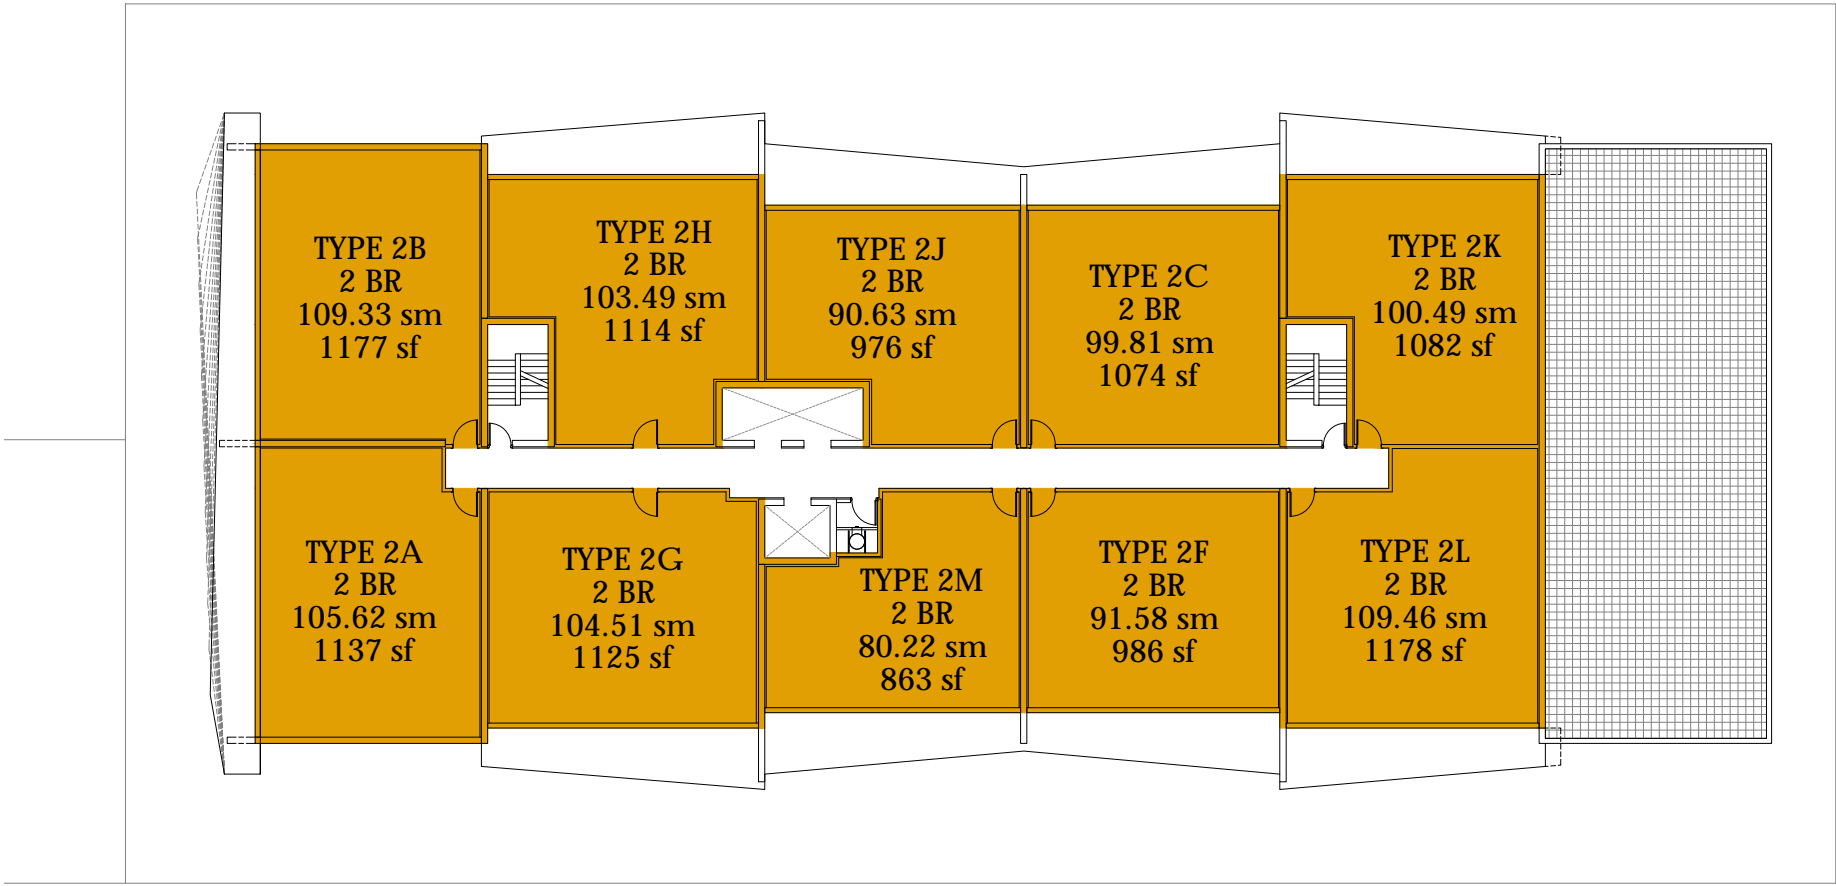 TYPE 2B
2 BR
109.33 sm
1177 sf
TYPE 2H
2 BR
103.49 sm
1114 sf
TYPE 2J
2 BR
90.63 sm
976 sf
TYPE 2C
2 BR
99.81 sm
1074 sf
TYPE 2K
2 BR
100.49 sm
1082 sf
TYPE 2A
2 BR
105.62 sm
1137 sf
TYPE 2G
2 BR
104.51 sm
1125 sf
TYPE 2M
2 BR
80.22 sm
863 sf
TYPE 2F
2 BR
91.58 sm
986 sf
TYPE 2L
2 BR
109.46 sm
1178 sf